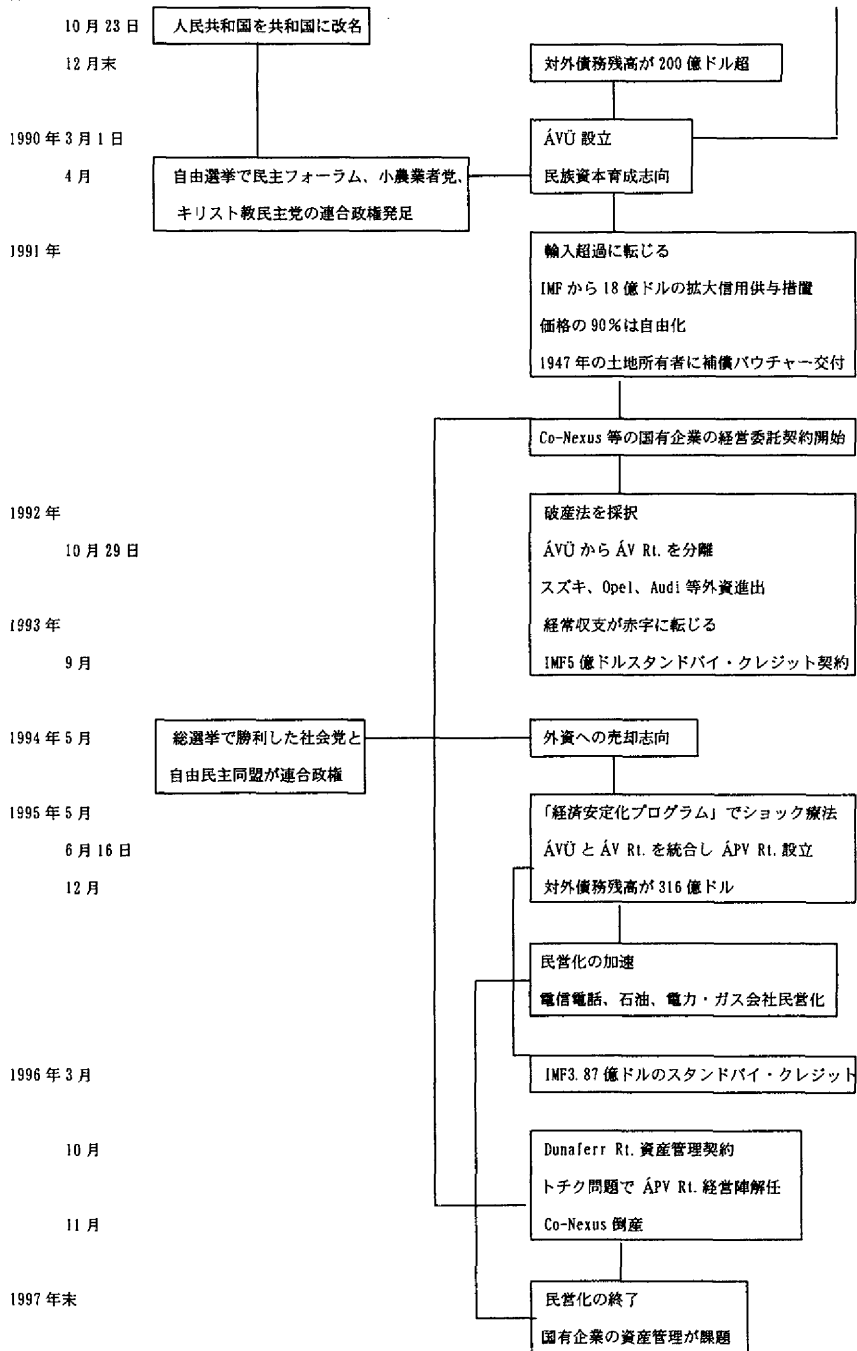 10月23日 人民共和国を共和国に改名
12月末 対外債務残高が200億ドル超
1990年3月1日 ÁVÜ設立
4月 自由選挙で民主フォーラム、小農業者党、 民族資本育成志向
キリスト教民主党の連合政権発足
1991年 輸入超過に転じる
IMFから18億ドルの拡大信用供与措置
価格の90%は自由化
1947年の土地所有者に補償バウチャー交付
Co-Nexus等の国有企業の経営委託契約開始
1992年 破産法を採択
10月29日 ÁVÜからÁV Rt.を分離
スズキ、Opel、Audi等外資進出
1993年 経常収支が赤字に転じる
9月 IMF5億ドルスタンドバイ・クレジット契約
1994年5月 総選挙で勝利した社会党と 外資への売却志向
自由民主同盟が連合政権
1995年5月 「経済安定化プログラム」でショック療法
6月16日 ÁVÜとÁV Rt.を統合し ÁPV Rt.設立
12月 対外債務残高が316億ドル
民営化の加速
電信電話、石油、電力・ガス会社民営化
1996年3月 IMF3.87億ドルのスタンドバイ・クレジット
10月 Dunaferr Rt.資産管理契約
トチク問題で ÁPV Rt.経営陣解任
11月 Co-Nexus倒産
1997年末 民営化の終了
国有企業の資産管理が課題